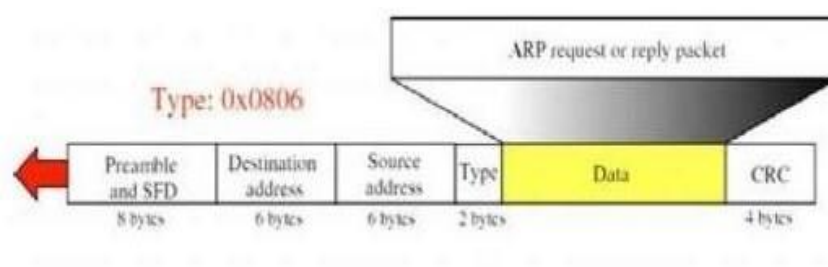 ARP request or reply packet
Type: 0x0806
Preamble
and SFD
Destination
address
Source
address
Type
Data
CRC
8 bytes
6 bytes
6 bytes
2 bytes
4 bytes